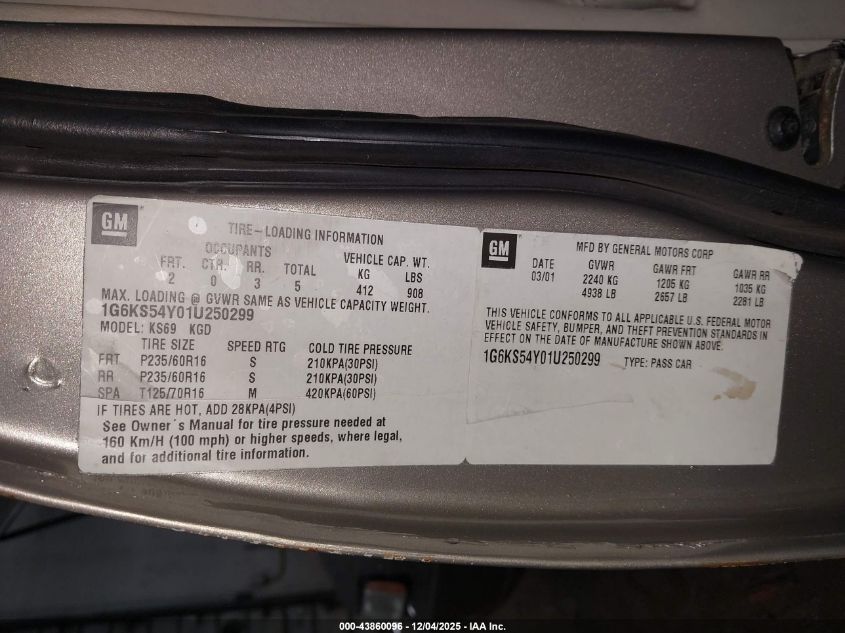 GM
TIRE-LOADING INFORMATION
OCCUPANTS VEHICLE CAP. WT.
FRT. CTR. RR. TOTAL KG LBS
2 0 3 5 412 908
MAX. LOADING @ GVWR SAME AS VEHICLE CAPACITY WEIGHT.
1G6KS54Y01U250299
MODEL: KS69 KGD
TIRE SIZE SPEED RTG COLD TIRE PRESSURE
FRT P235/60R16 S 210KPA(30PSI)
RR P235/60R16 S 210KPA(30PSI)
SPA T125/70R16 M 420KPA(60PSI)
IF TIRES ARE HOT, ADD 28KPA(4PSI)
See Owner's Manual for tire pressure needed at
160 Km/H (100 mph) or higher speeds, where legal,
and for additional tire information.
GM
MFD BY GENERAL MOTORS CORP
DATE GVWR GAWR FRT GAWR RR
03/01 2240 KG 1205 KG 1035 KG
4938 LB 2657 LB 2281 LB
THIS VEHICLE CONFORMS TO ALL APPLICABLE U.S. FEDERAL MOTOR
VEHICLE SAFETY, BUMPER, AND THEFT PREVENTION STANDARDS IN
EFFECT ON THE DATE OF MANUFACTURE SHOWN ABOVE.
1G6KS54Y01U250299 TYPE: PASS CAR
000-43860096 - 12/04/2025 - IAA Inc.